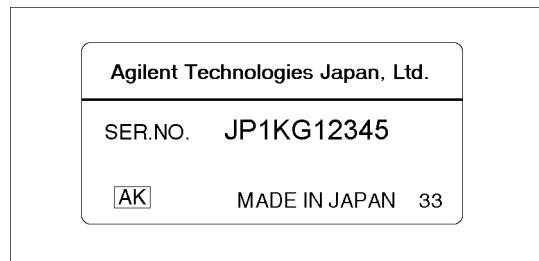 Agilent Technologies Japan, Ltd.
SER.NO. JP1KG12345
AK MADE IN JAPAN 33